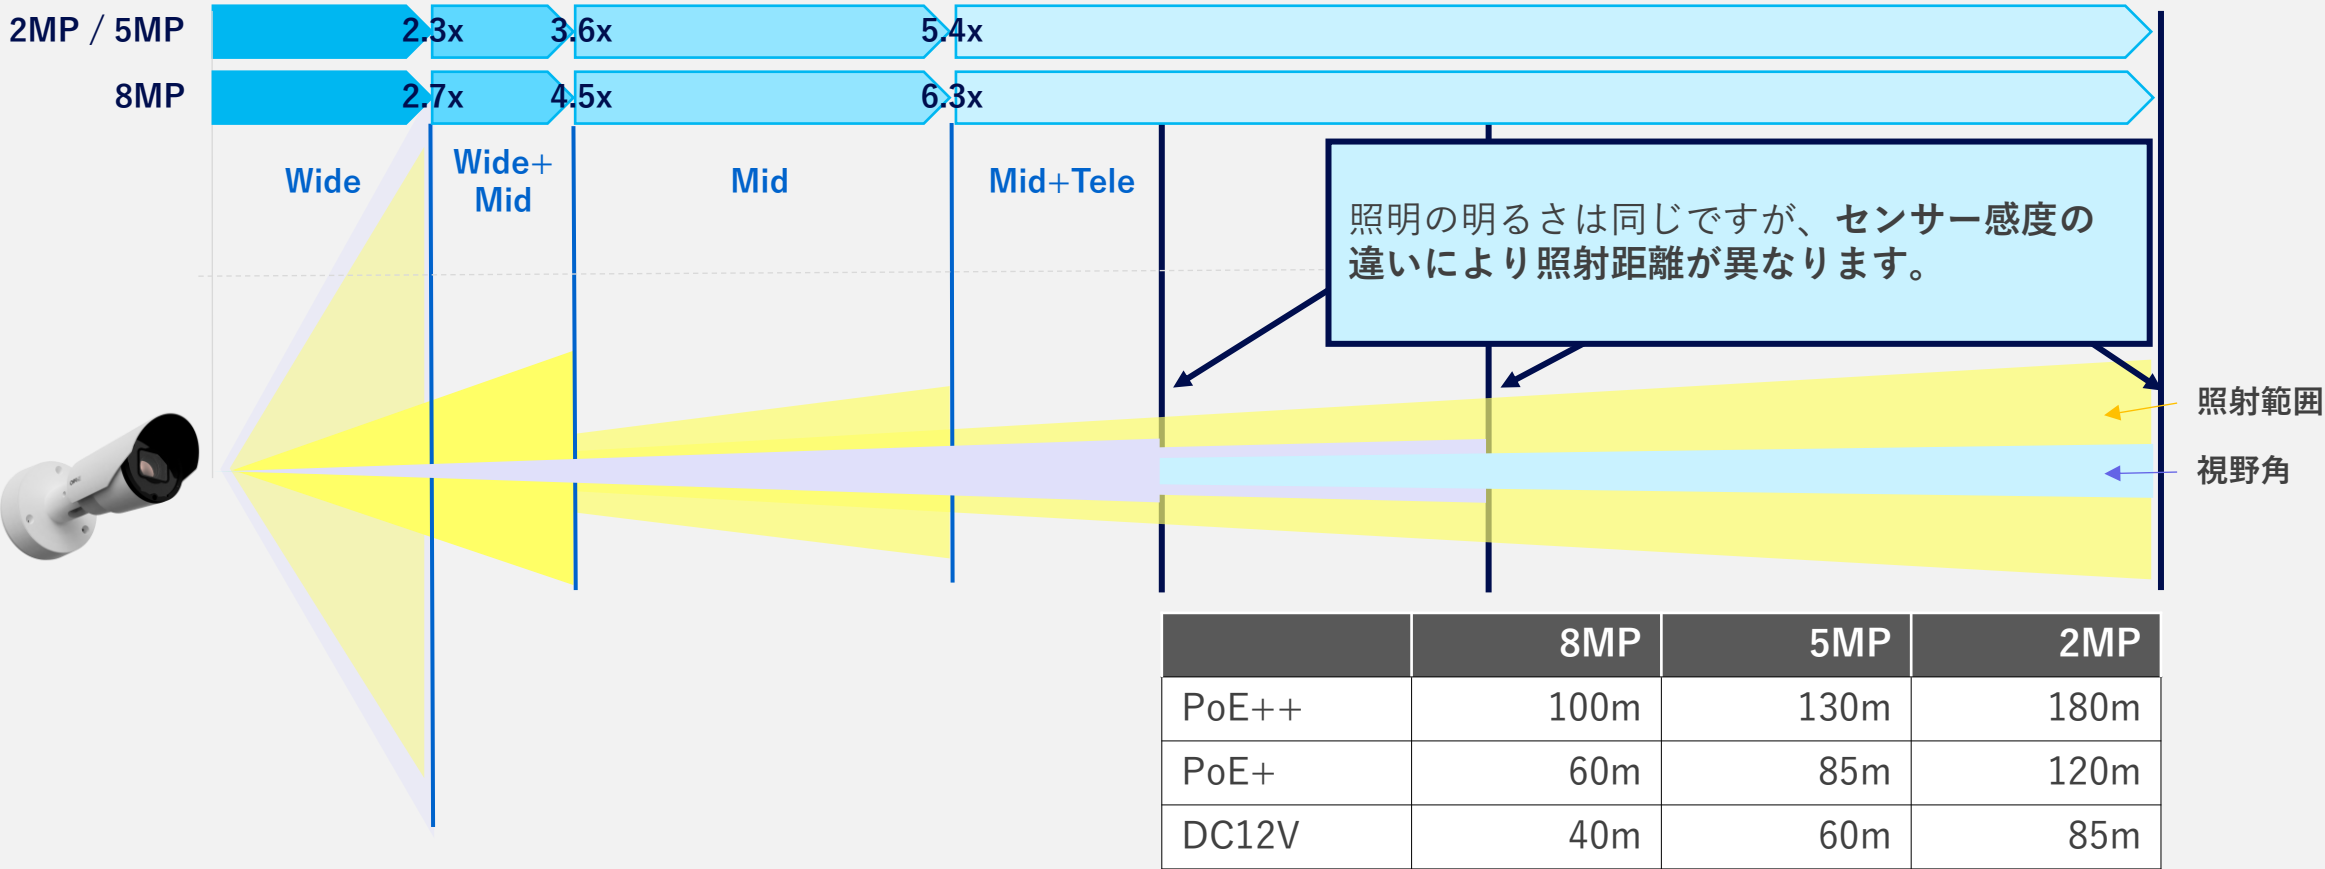 2MP / 5MP 2.3x 3.6x 5.4x
8MP 2.7x 4.5x 6.3x
Wide
Wide+
Mid
Mid
Mid+Tele
照明の明るさは同じですが、センサー感度の
違いにより照射距離が異なります。
照射範囲
視野角
8MP 5MP 2MP
PoE++ 100m 130m 180m
PoE+ 60m 85m 120m
DC12V 40m 60m 85m